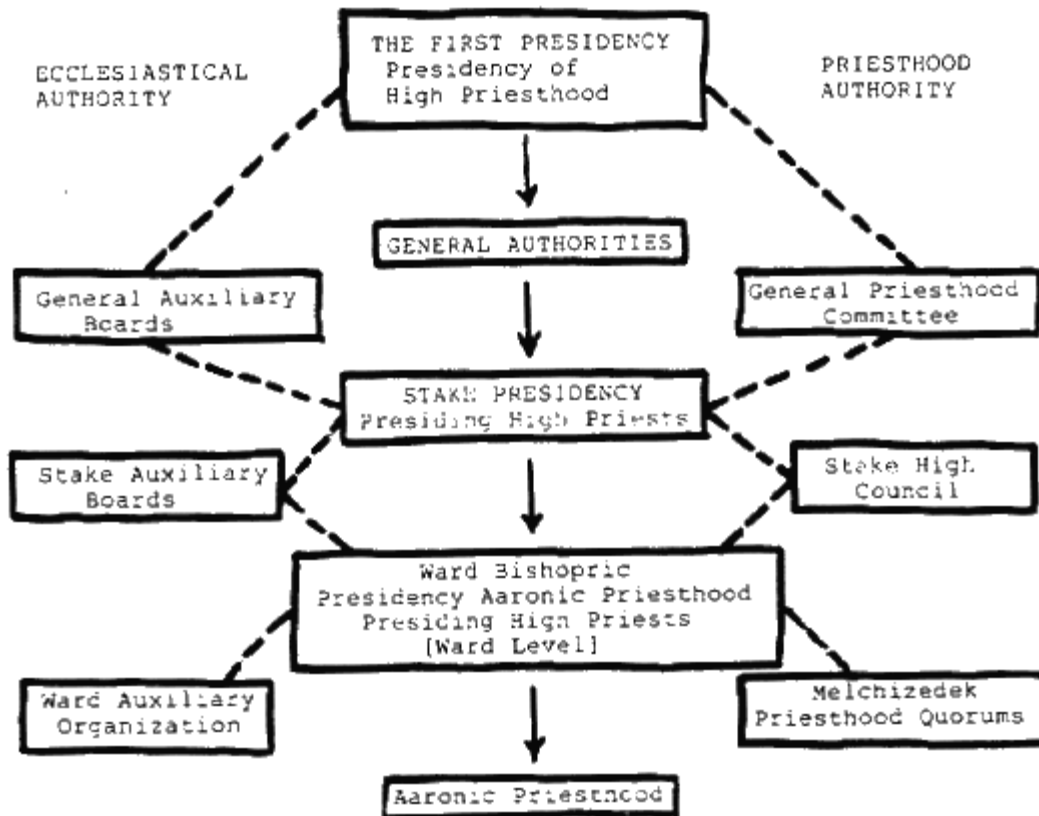 THE FIRST PRESIDENCY
Presidency of
High Priesthood
ECCLESIASTICAL
AUTHORITY
PRIESTHOOD
AUTHORITY
GENERAL AUTHORITIES
General Auxiliary
Boards
General Priesthood
Committee
STAKE PRESIDENCY
Presiding High Priests
Stake Auxiliary
Boards
Stake High
Council
Ward Bishopric
Presidency Aaronic Priesthood
Presiding High Priests
[Ward Level]
Ward Auxiliary
Organization
Melchizedek
Priesthood Quorums
Aaronic Priesthood